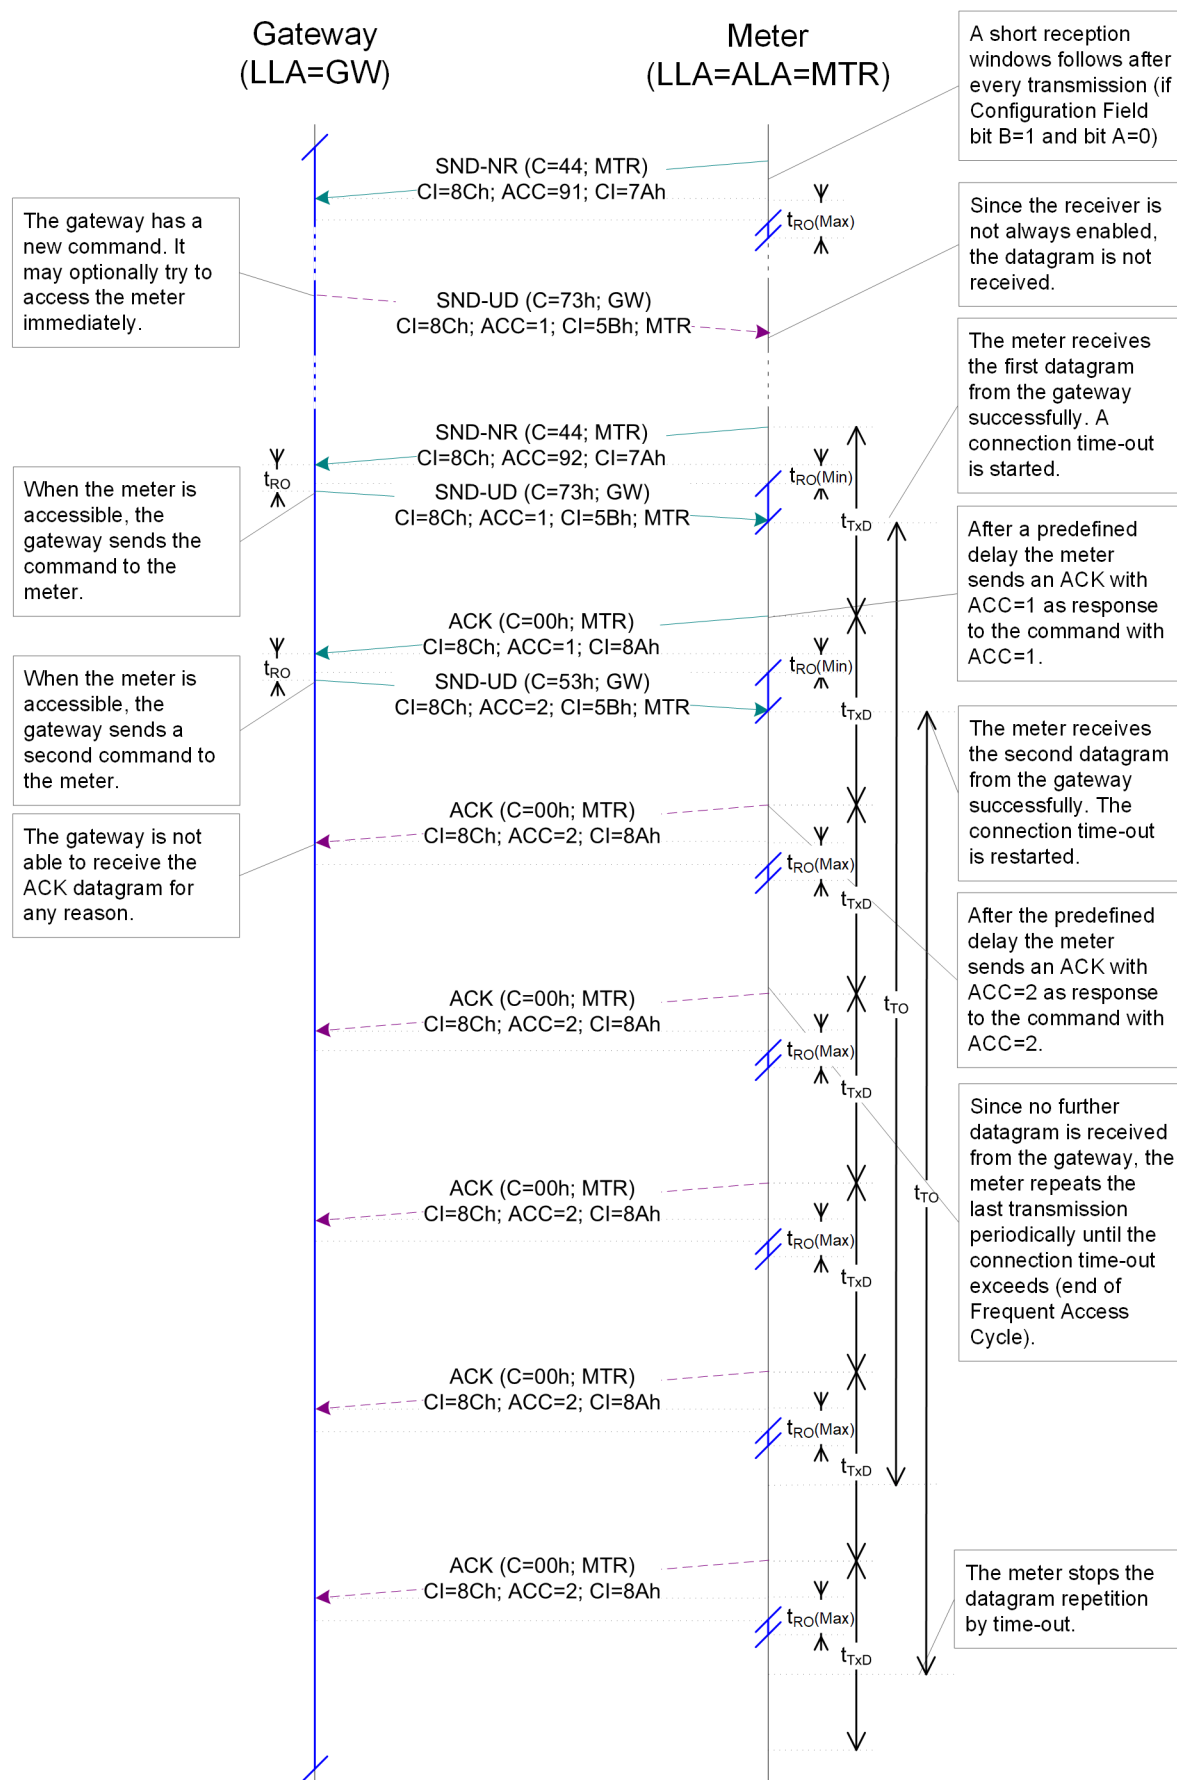 Gateway
(LLA=GW)
Meter
(LLA=ALA=MTR)
A short reception
windows follows after
every transmission (if
Configuration Field
bit B=1 and bit A=0)
SND-NR (C=44; MTR)
CI=8Ch; ACC=91; CI=7Ah
tRO(Max)
The gateway has a
new command. It
may optionally try to
access the meter
immediately.
Since the receiver is
not always enabled,
the datagram is not
received.
SND-UD (C=73h; GW)
CI=8Ch; ACC=1; CI=5Bh; MTR
The meter receives
the first datagram
from the gateway
successfully. A
connection time-out
is started.
SND-NR (C=44; MTR)
CI=8Ch; ACC=92; CI=7Ah
tRO
tRO(Min)
When the meter is
accessible, the
gateway sends the
command to the
meter.
SND-UD (C=73h; GW)
CI=8Ch; ACC=1; CI=5Bh; MTR
tTxD
After a predefined
delay the meter
sends an ACK with
ACC=1 as response
to the command with
ACC=1.
ACK (C=00h; MTR)
CI=8Ch; ACC=1; CI=8Ah
tRO
tRO(Min)
When the meter is
accessible, the
gateway sends a
second command to
the meter.
SND-UD (C=53h; GW)
CI=8Ch; ACC=2; CI=5Bh; MTR
tTxD
The meter receives
the second datagram
from the gateway
successfully. The
connection time-out
is restarted.
ACK (C=00h; MTR)
CI=8Ch; ACC=2; CI=8Ah
The gateway is not
able to receive the
ACK datagram for
any reason.
tRO(Max)
tTxD
After the predefined
delay the meter
sends an ACK with
ACC=2 as response
to the command with
ACC=2.
ACK (C=00h; MTR)
CI=8Ch; ACC=2; CI=8Ah
tTO
tRO(Max)
tTxD
Since no further
datagram is received
from the gateway, the
meter repeats the
last transmission
periodically until the
connection time-out
exceeds (end of
Frequent Access
Cycle).
ACK (C=00h; MTR)
CI=8Ch; ACC=2; CI=8Ah
tTO
tRO(Max)
tTxD
ACK (C=00h; MTR)
CI=8Ch; ACC=2; CI=8Ah
tRO(Max)
tTxD
ACK (C=00h; MTR)
CI=8Ch; ACC=2; CI=8Ah
tRO(Max)
tTxD
The meter stops the
datagram repetition
by time-out.